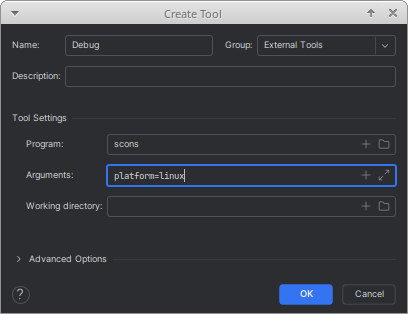 Create Tool
Name: Debug Group: External Tools
Description:
Tool Settings
Program: scons
Arguments: platform=linux
Working directory:
Advanced Options
? OK Cancel